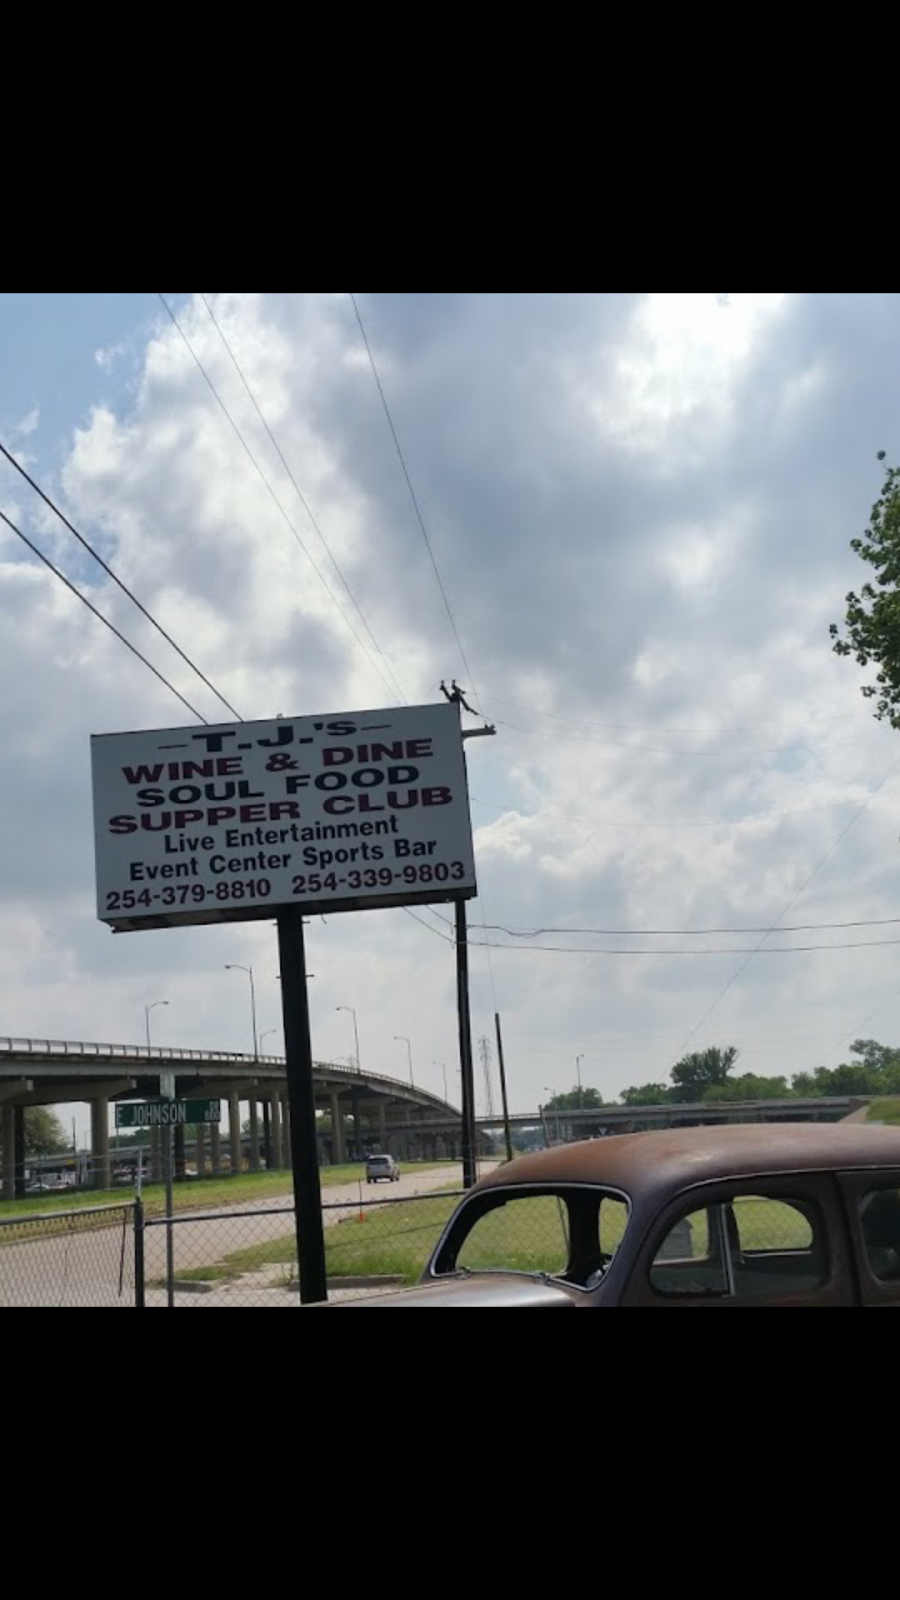 -T.J.'S-
WINE & DINE
SOUL FOOD
SUPPER CLUB
Live Entertainment
Event Center Sports Bar
254-379-8810 254-339-9803
E JOHNSON